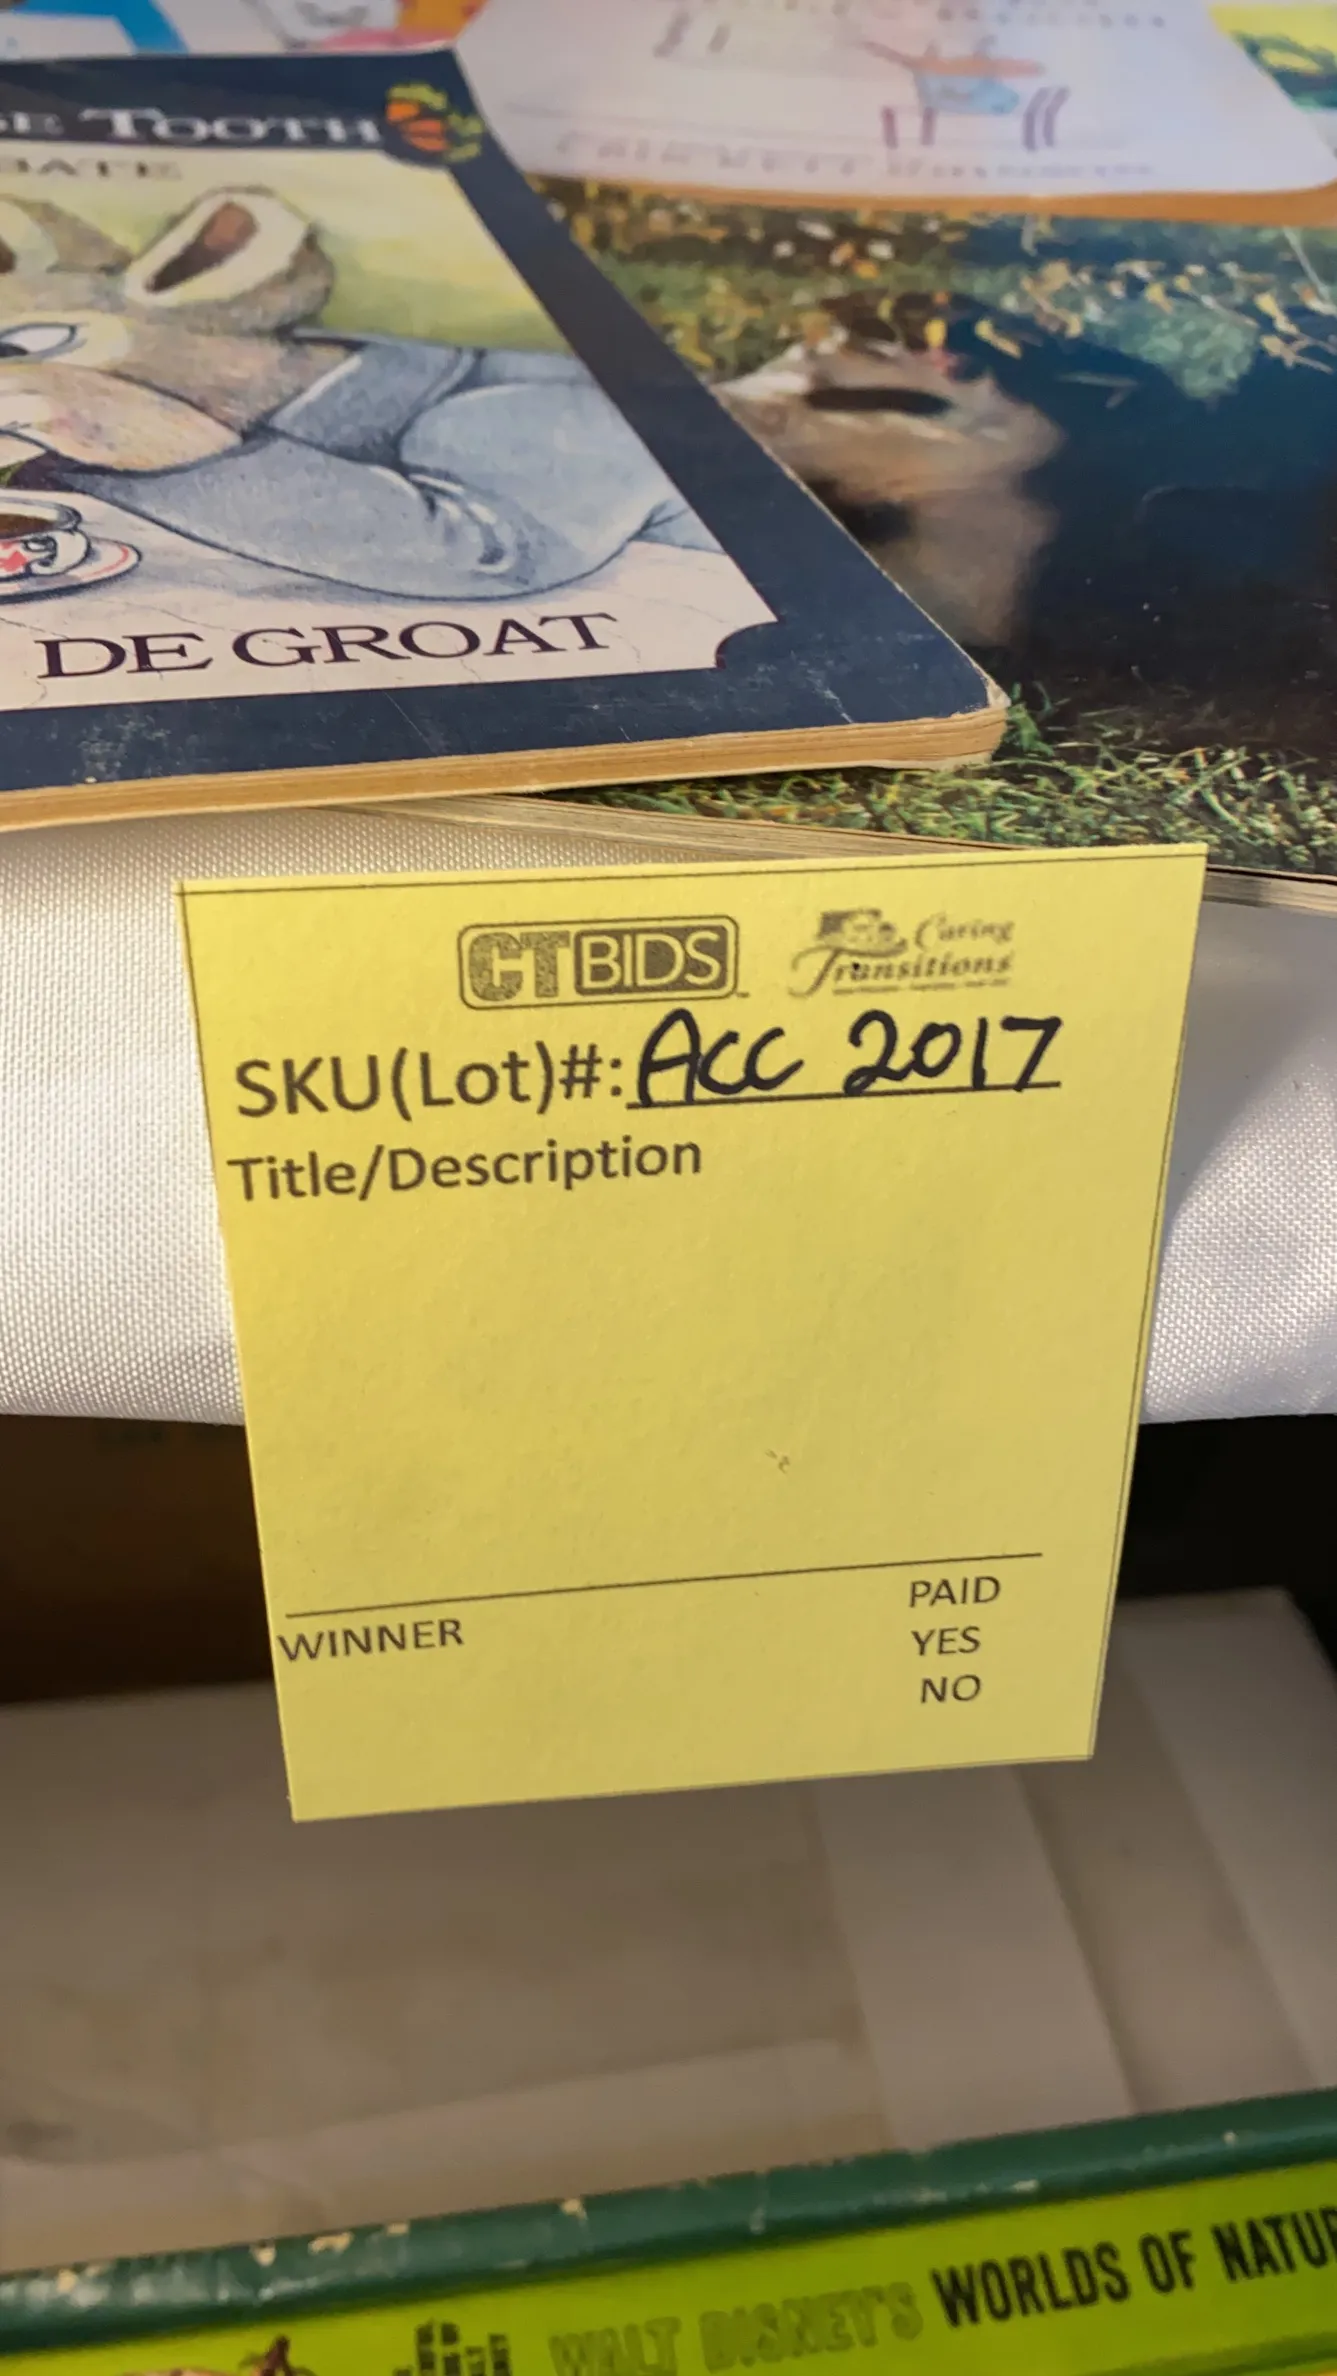 TOOTH
DE GROAT
CTBIDS
Caring
Transitions
SKU(Lot)#: ACC 2017
Title/Description
PAID
WINNER
YES
NO
WALT DISNEY'S WORLDS OF NATU